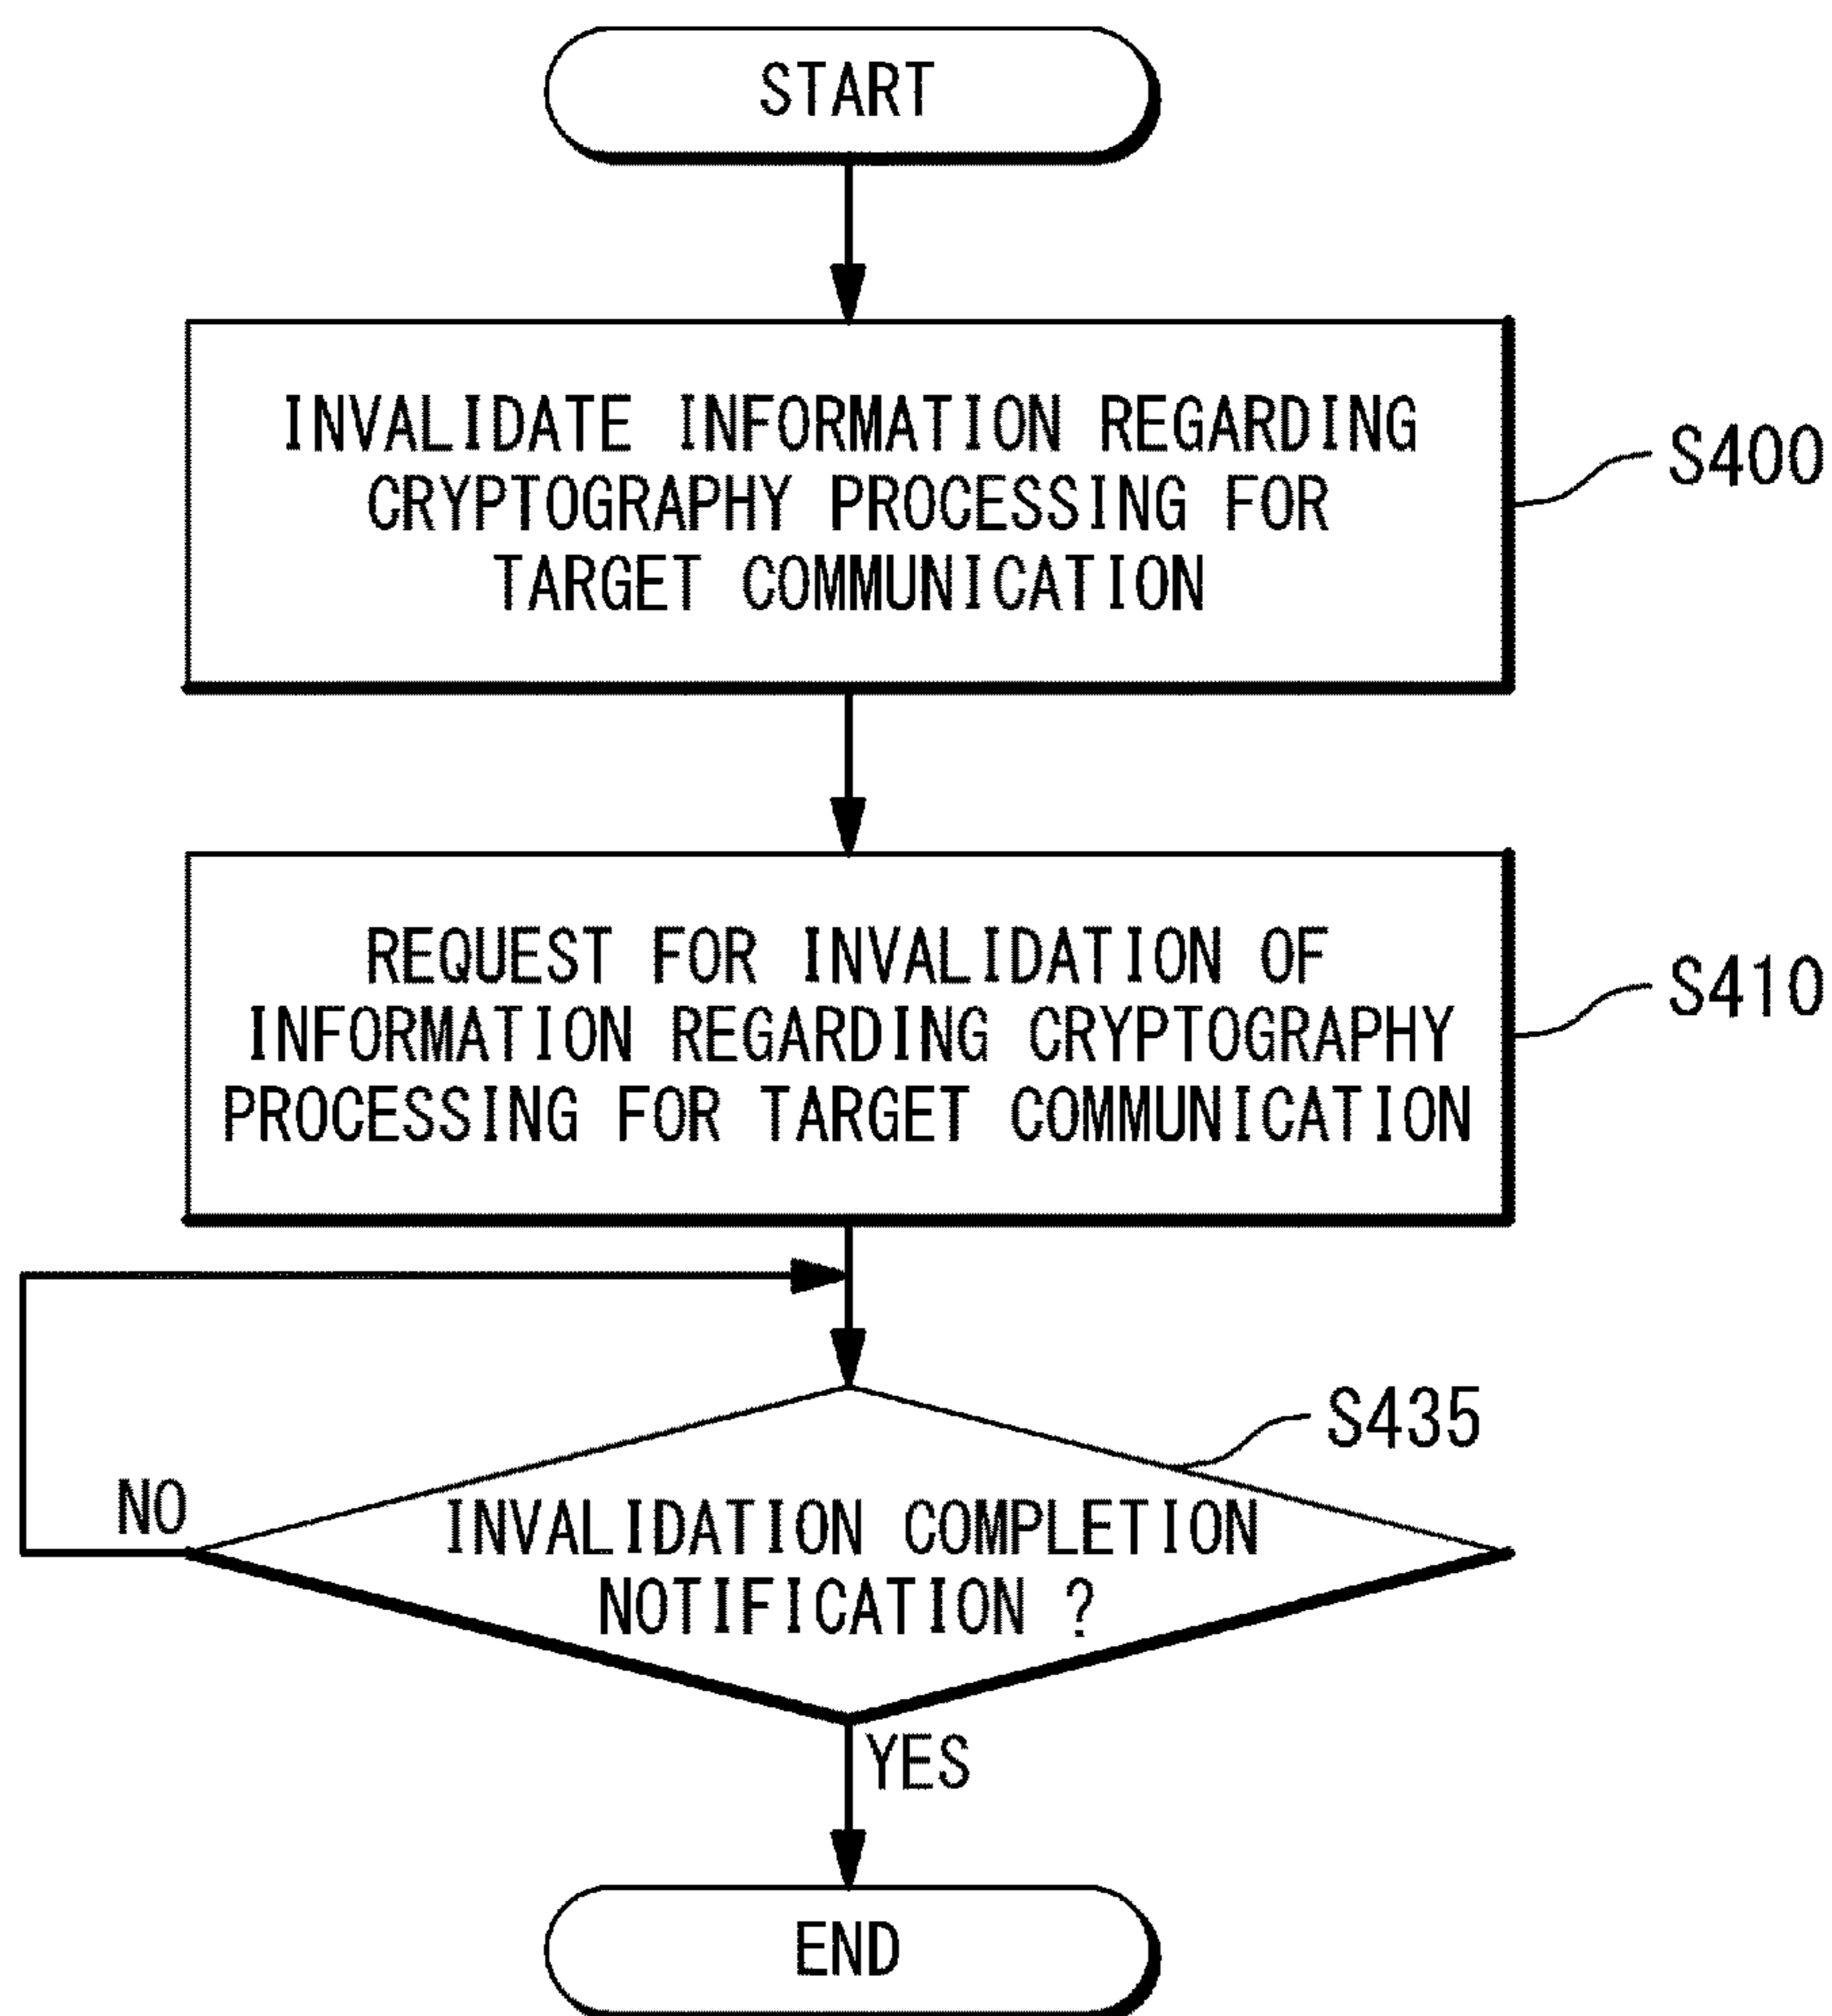 START
INVALIDATE INFORMATION REGARDING
CRYPTOGRAPHY PROCESSING FOR
TARGET COMMUNICATION
S400
REQUEST FOR INVALIDATION OF
INFORMATION REGARDING CRYPTOGRAPHY
PROCESSING FOR TARGET COMMUNICATION
S410
S435
NO
INVALIDATION COMPLETION
NOTIFICATION ?
YES
END